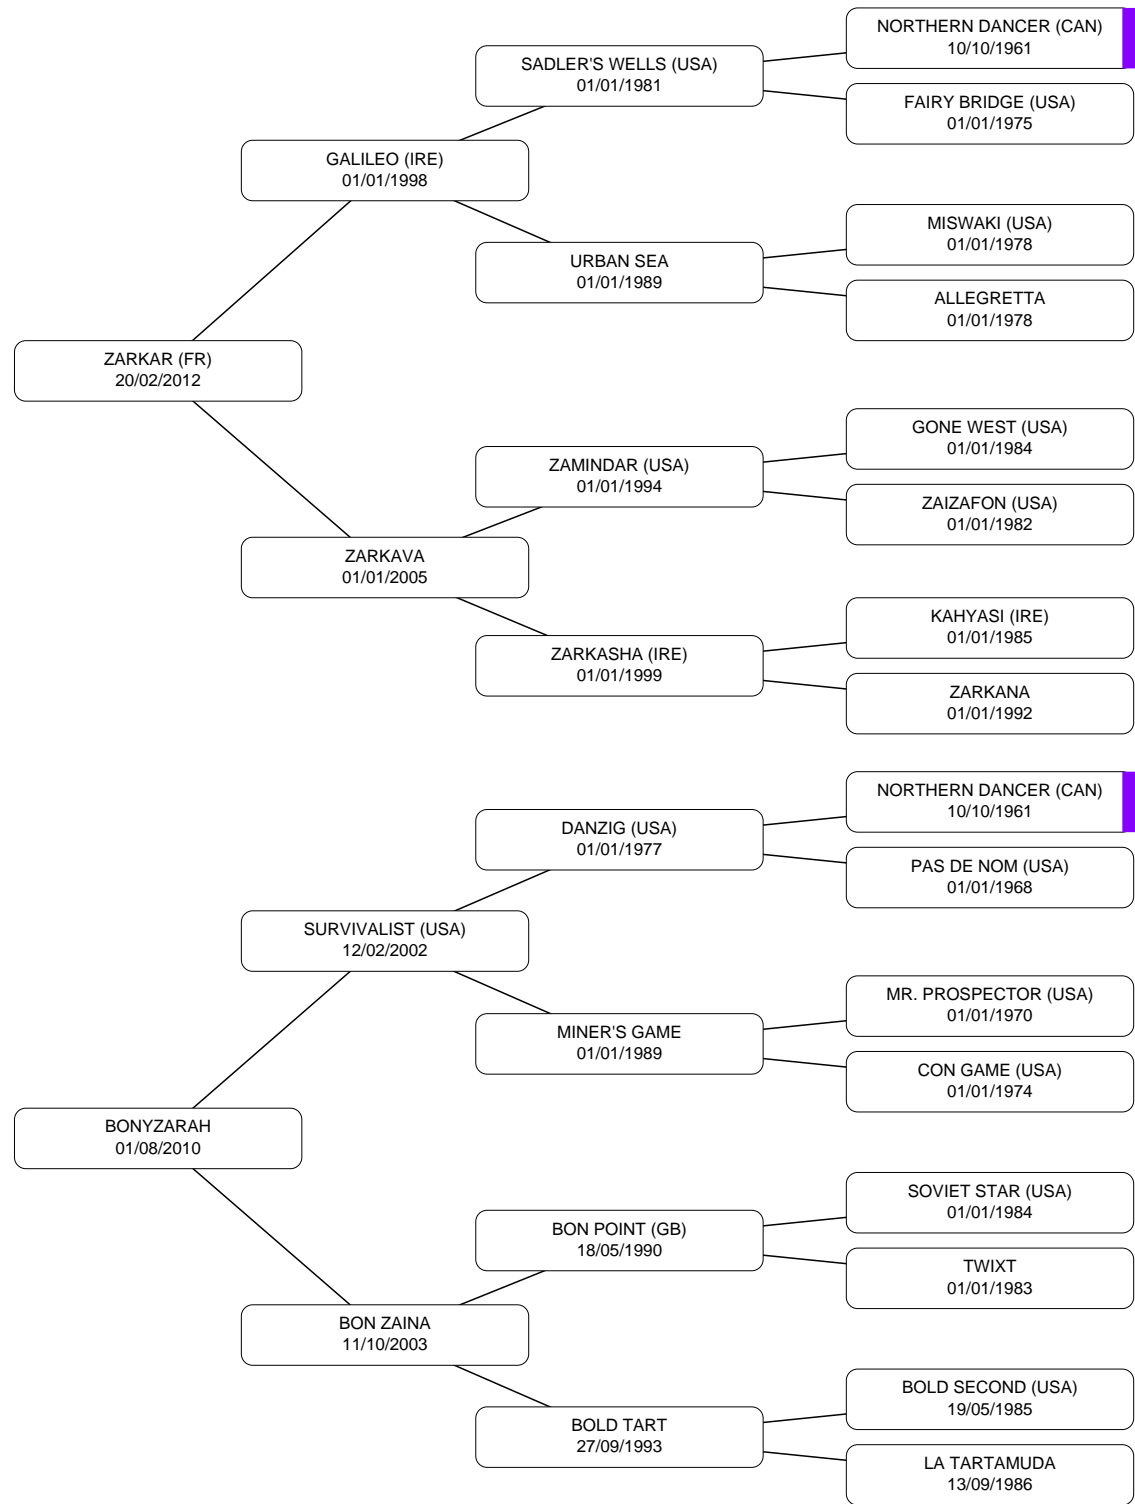 NORTHERN DANCER (CAN)
10/10/1961
SADLER'S WELLS (USA)
01/01/1981
FAIRY BRIDGE (USA)
01/01/1975
GALILEO (IRE)
01/01/1998
MISWAKI (USA)
01/01/1978
URBAN SEA
01/01/1989
ALLEGRETTA
01/01/1978
ZARKAR (FR)
20/02/2012
GONE WEST (USA)
01/01/1984
ZAMINDAR (USA)
01/01/1994
ZAIZAFON (USA)
01/01/1982
ZARKAVA
01/01/2005
KAHYASI (IRE)
01/01/1985
ZARKASHA (IRE)
01/01/1999
ZARKANA
01/01/1992
NORTHERN DANCER (CAN)
10/10/1961
DANZIG (USA)
01/01/1977
PAS DE NOM (USA)
01/01/1968
SURVIVALIST (USA)
12/02/2002
MR. PROSPECTOR (USA)
01/01/1970
MINER'S GAME
01/01/1989
CON GAME (USA)
01/01/1974
BONYZARAH
01/08/2010
SOVIET STAR (USA)
01/01/1984
BON POINT (GB)
18/05/1990
TWIXT
01/01/1983
BON ZAINA
11/10/2003
BOLD SECOND (USA)
19/05/1985
BOLD TART
27/09/1993
LA TARTAMUDA
13/09/1986